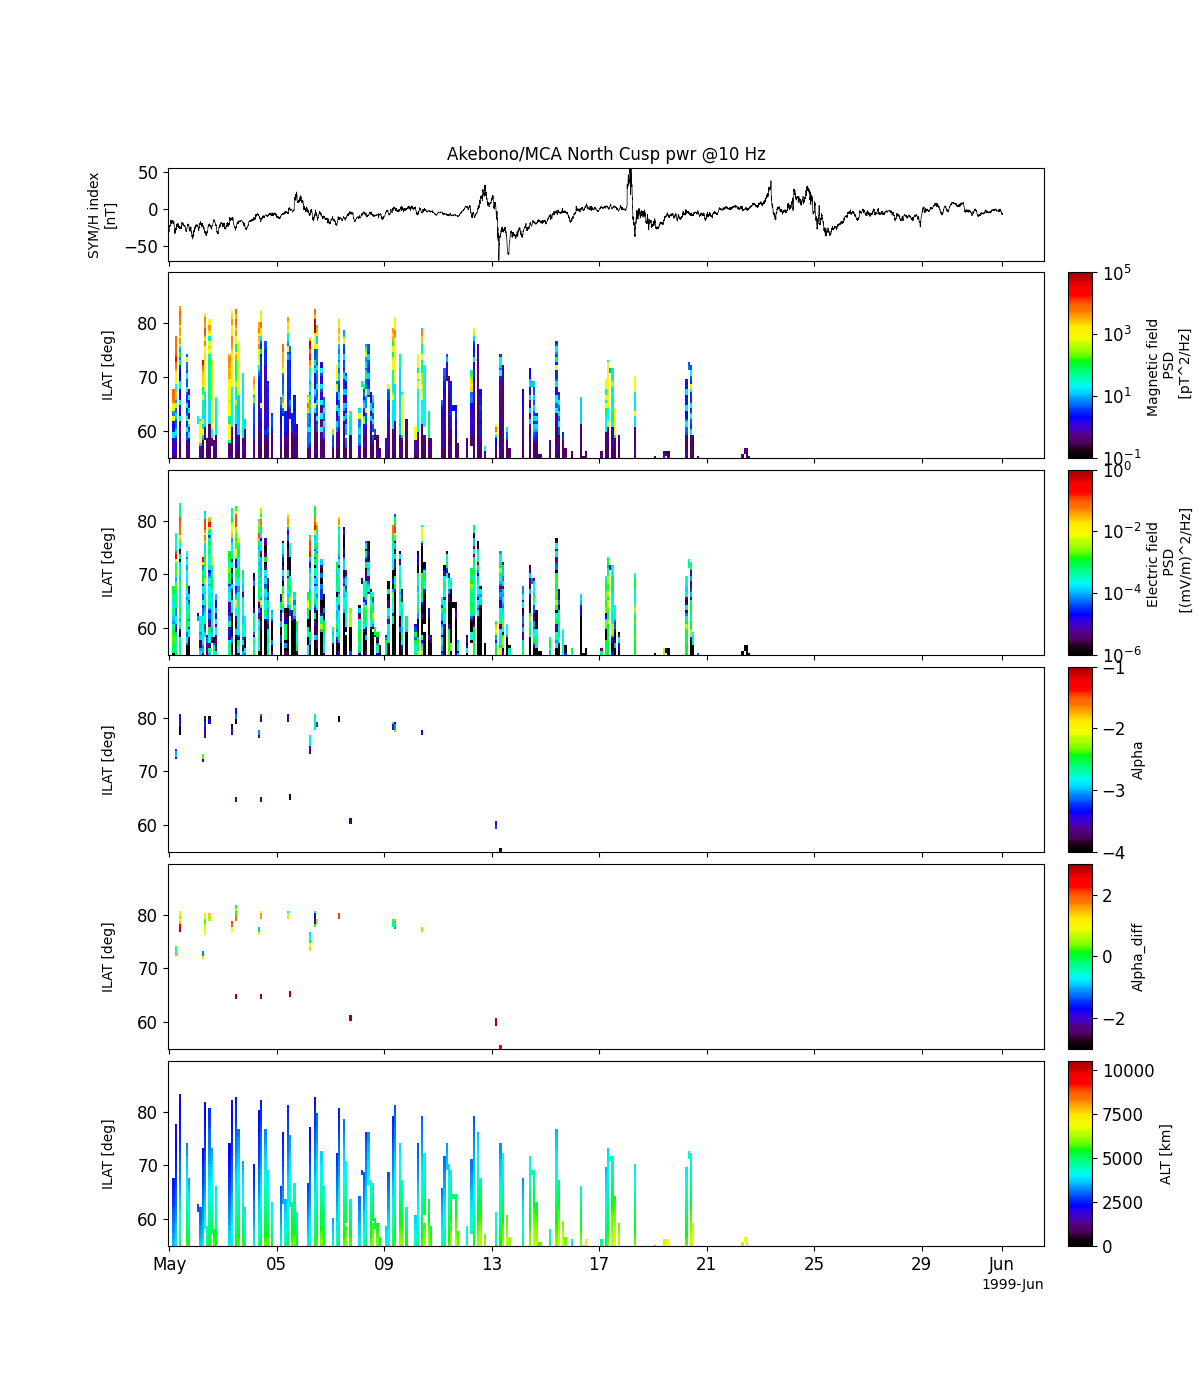 Akebono/MCA North Cusp pwr @10 Hz
SYM/H index
[nT]
50
0
−50
ILAT [deg]
80
70
60
10^5
10^3
10^1
10^−1
Magnetic field
PSD
[pT^2/Hz]
ILAT [deg]
80
70
60
10^0
10^−2
10^−4
10^−6
Electric field
PSD
[(mV/m)^2/Hz]
ILAT [deg]
80
70
60
−1
−2
−3
−4
Alpha
ILAT [deg]
80
70
60
2
0
−2
Alpha_diff
ILAT [deg]
80
70
60
10000
7500
5000
2500
0
ALT [km]
May 05 09 13 17 21 25 29 Jun
1999-Jun